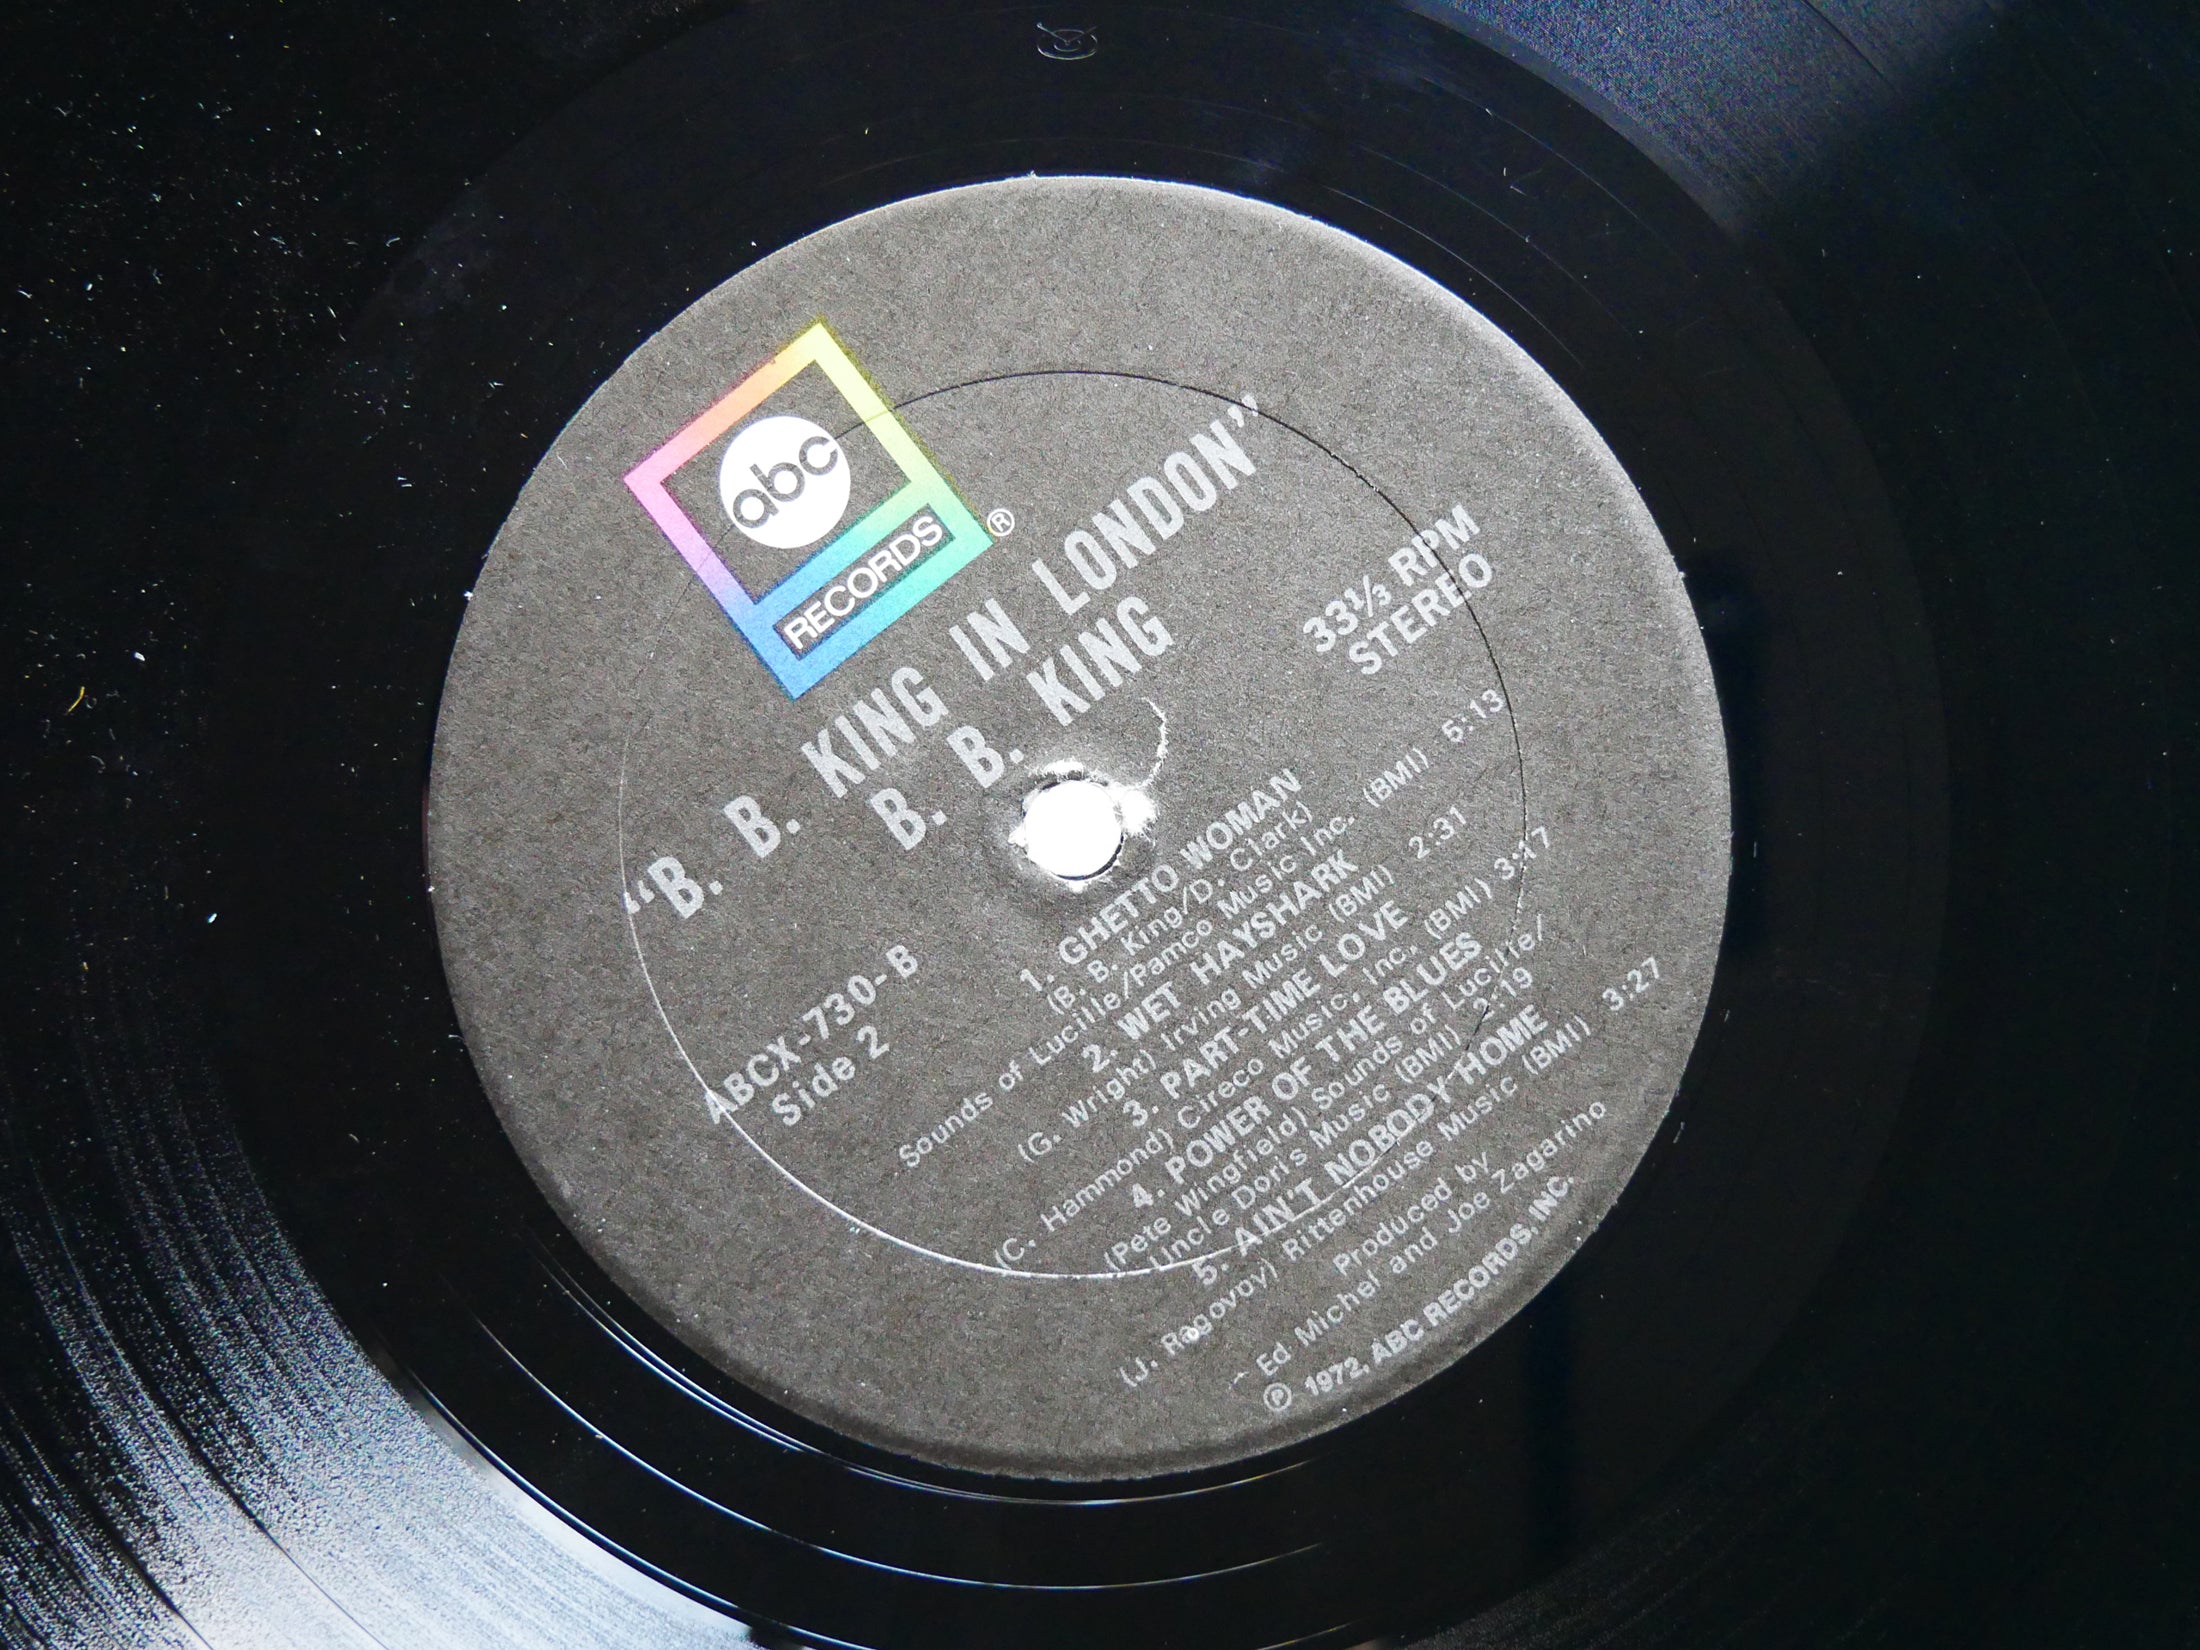 abc
RECORDS
®
"B. B. KING IN LONDON"
B. B. KING
33⅓ RPM
STEREO
ABCX-730-B
Side 2
1. GHETTO WOMAN
(B. B. King/D. Clark)
Sounds of Lucille/Pamco Music Inc. (BMI) 5:13
2. WET HAYSHARK
(G. Wright) Irving Music (BMI) 2:31
3. PART-TIME LOVE
(C. Hammond) Cireco Music, Inc. (BMI) 3:17
4. POWER OF THE BLUES
(Pete Wingfield) Sounds of Lucille/
Uncle Doris Music (BMI) 2:19
5. AIN'T NOBODY HOME
(J. Ragovoy) Rittenhouse Music (BMI) 3:27
Produced by
Ed Michel and Joe Zagarino
℗ 1972, ABC RECORDS, INC.